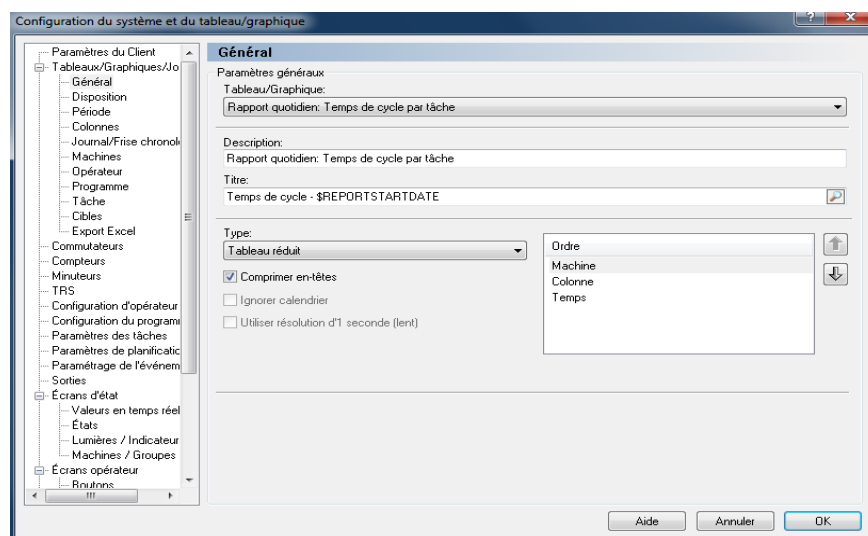 Configuration du système et du tableau/graphique
Paramètres du Client
Tableaux/Graphiques/Jo
Général
Disposition
Période
Colonnes
Journal/Frise chronol
Machines
Opérateur
Programme
Tâche
Cibles
Export Excel
Commutateurs
Compteurs
Minuteurs
TRS
Configuration d'opérateur
Configuration du program
Paramètres des tâches
Paramètres de planificatic
Paramétrage de l'événem
Sorties
Écrans d'état
Valeurs en temps réel
États
Lumières / Indicateur
Machines / Groupes
Écrans opérateur
Boutons
Général
Paramètres généraux
Tableau/Graphique:
Rapport quotidien: Temps de cycle par tâche
Description:
Rapport quotidien: Temps de cycle par tâche
Titre:
Temps de cycle - $REPORTSTARTDATE
Type:
Tableau réduit
Comprimer en-têtes
Ignorer calendrier
Utiliser résolution d'1 seconde (lent)
Ordre
Machine
Colonne
Temps
Aide
Annuler
OK